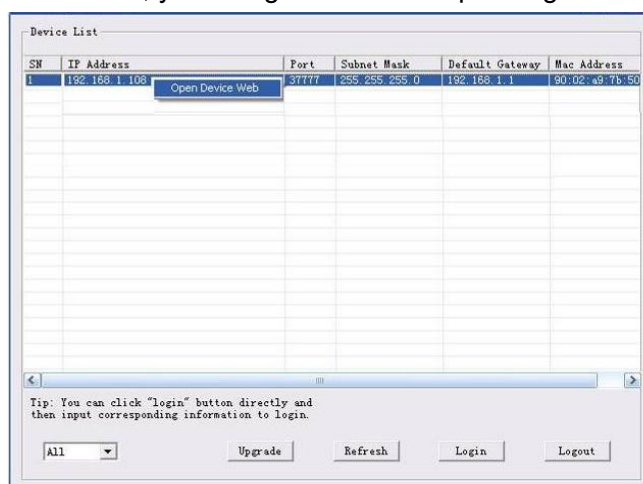 Device List
SN IP Address Port Subnet Mask Default Gateway Mac Address
1 192.168.1.108 37777 255.255.255.0 192.168.1.1 90:02:a9:7b:50
Open Device Web
Tip: You can click "login" button directly and
then input corresponding information to login.
All Upgrade Refresh Login Logout